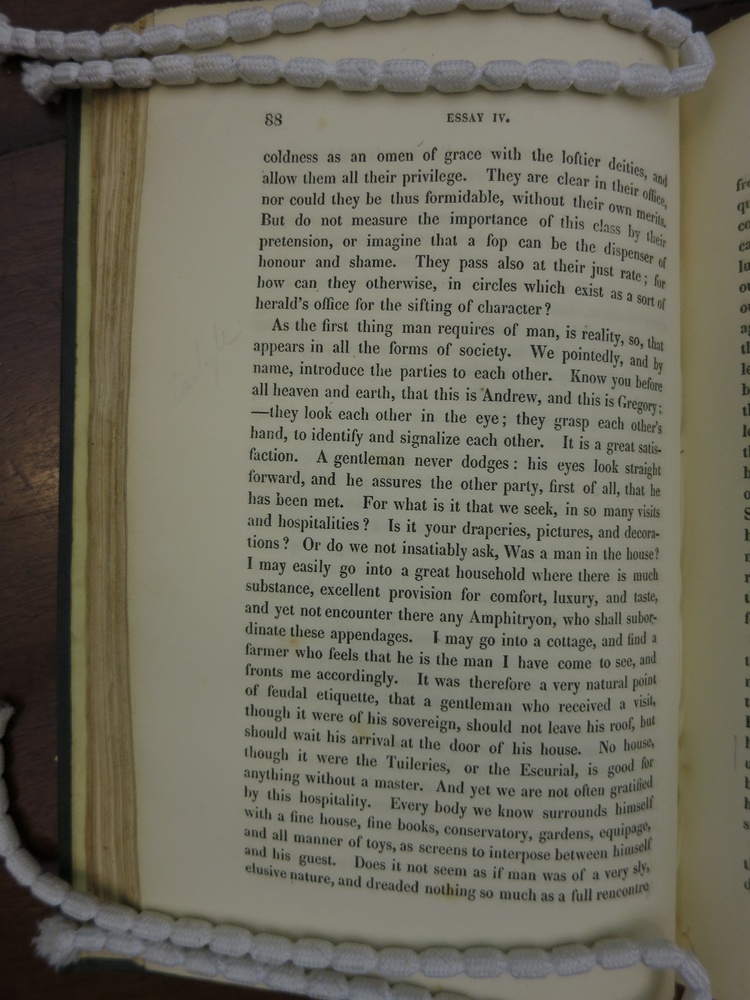 88 ESSAY IV.
coldness as an omen of grace with the loftier deities, and
allow them all their privilege. They are clear in their office,
nor could they be thus formidable, without their own merits.
But do not measure the importance of this class by their
pretension, or imagine that a fop can be the dispenser of
honour and shame. They pass also at their just rate; for
how can they otherwise, in circles which exist as a sort of
herald's office for the sifting of character?
As the first thing man requires of man, is reality, so, that
appears in all the forms of society. We pointedly, and by
name, introduce the parties to each other. Know you before
all heaven and earth, that this is Andrew, and this is Gregory;
—they look each other in the eye; they grasp each other's
hand, to identify and signalize each other. It is a great satis-
faction. A gentleman never dodges: his eyes look straight
forward, and he assures the other party, first of all, that he
has been met. For what is it that we seek, in so many visits
and hospitalities? Is it your draperies, pictures, and decora-
tions? Or do we not insatiably ask, Was a man in the house?
I may easily go into a great household where there is much
substance, excellent provision for comfort, luxury, and taste,
and yet not encounter there any Amphitryon, who shall subor-
dinate these appendages. I may go into a cottage, and find a
farmer who feels that he is the man I have come to see, and
fronts me accordingly. It was therefore a very natural point
of feudal etiquette, that a gentleman who received a visit,
though it were of his sovereign, should not leave his roof, but
should wait his arrival at the door of his house. No house,
though it were the Tuileries, or the Escurial, is good for
anything without a master. And yet we are not often gratified
by this hospitality. Every body we know surrounds himself
with a fine house, fine books, conservatory, gardens, equipage,
and all manner of toys, as screens to interpose between himself
and his guest. Does it not seem as if man was of a very sly,
elusive nature, and dreaded nothing so much as a full rencontre